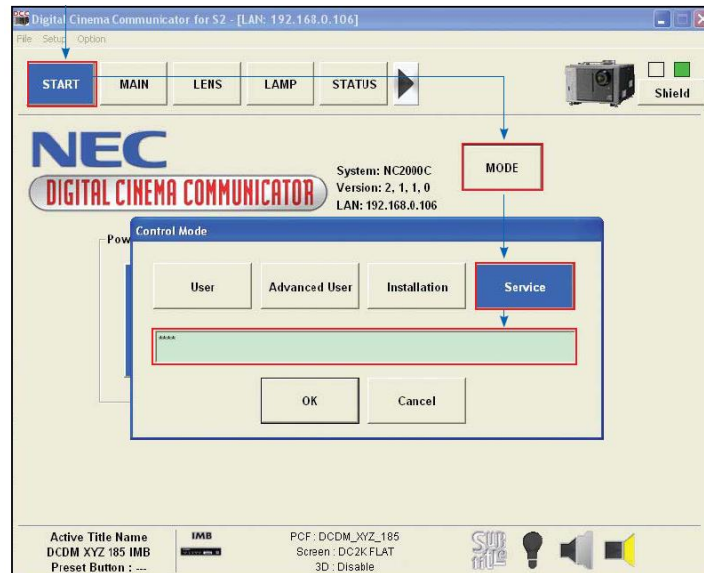 DCC Digital Cinema Communicator for S2 - [LAN: 192.168.0.106]
File Setup Option
START MAIN LENS LAMP STATUS Shield
NEC
DIGITAL CINEMA COMMUNICATOR
System: NC2000C
Version: 2, 1, 1, 0
LAN: 192.168.0.106
MODE
Pow
Control Mode
User Advanced User Installation Service
****
OK Cancel
Active Title Name
DCDM XYZ 185 IMB
Preset Button : ---
IMB
PCF : DCDM_XYZ_185
Screen : DC2K FLAT
3D : Disable
SUB
TITLE